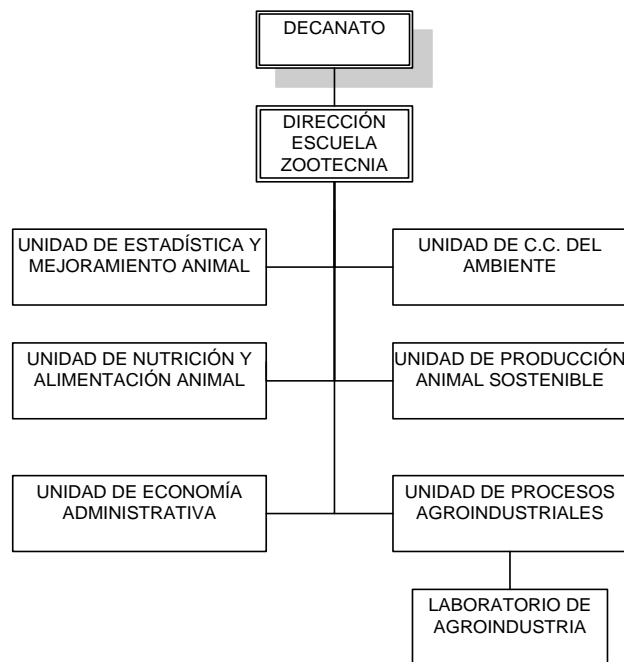 DECANATO
DIRECCIÓN
ESCUELA
ZOOTECNIA
UNIDAD DE ESTADÍSTICA Y
MEJORAMIENTO ANIMAL
UNIDAD DE C.C. DEL
AMBIENTE
UNIDAD DE NUTRICIÓN Y
ALIMENTACIÓN ANIMAL
UNIDAD DE PRODUCCIÓN
ANIMAL SOSTENIBLE
UNIDAD DE ECONOMÍA
ADMINISTRATIVA
UNIDAD DE PROCESOS
AGROINDUSTRIALES
LABORATORIO DE
AGROINDUSTRIA